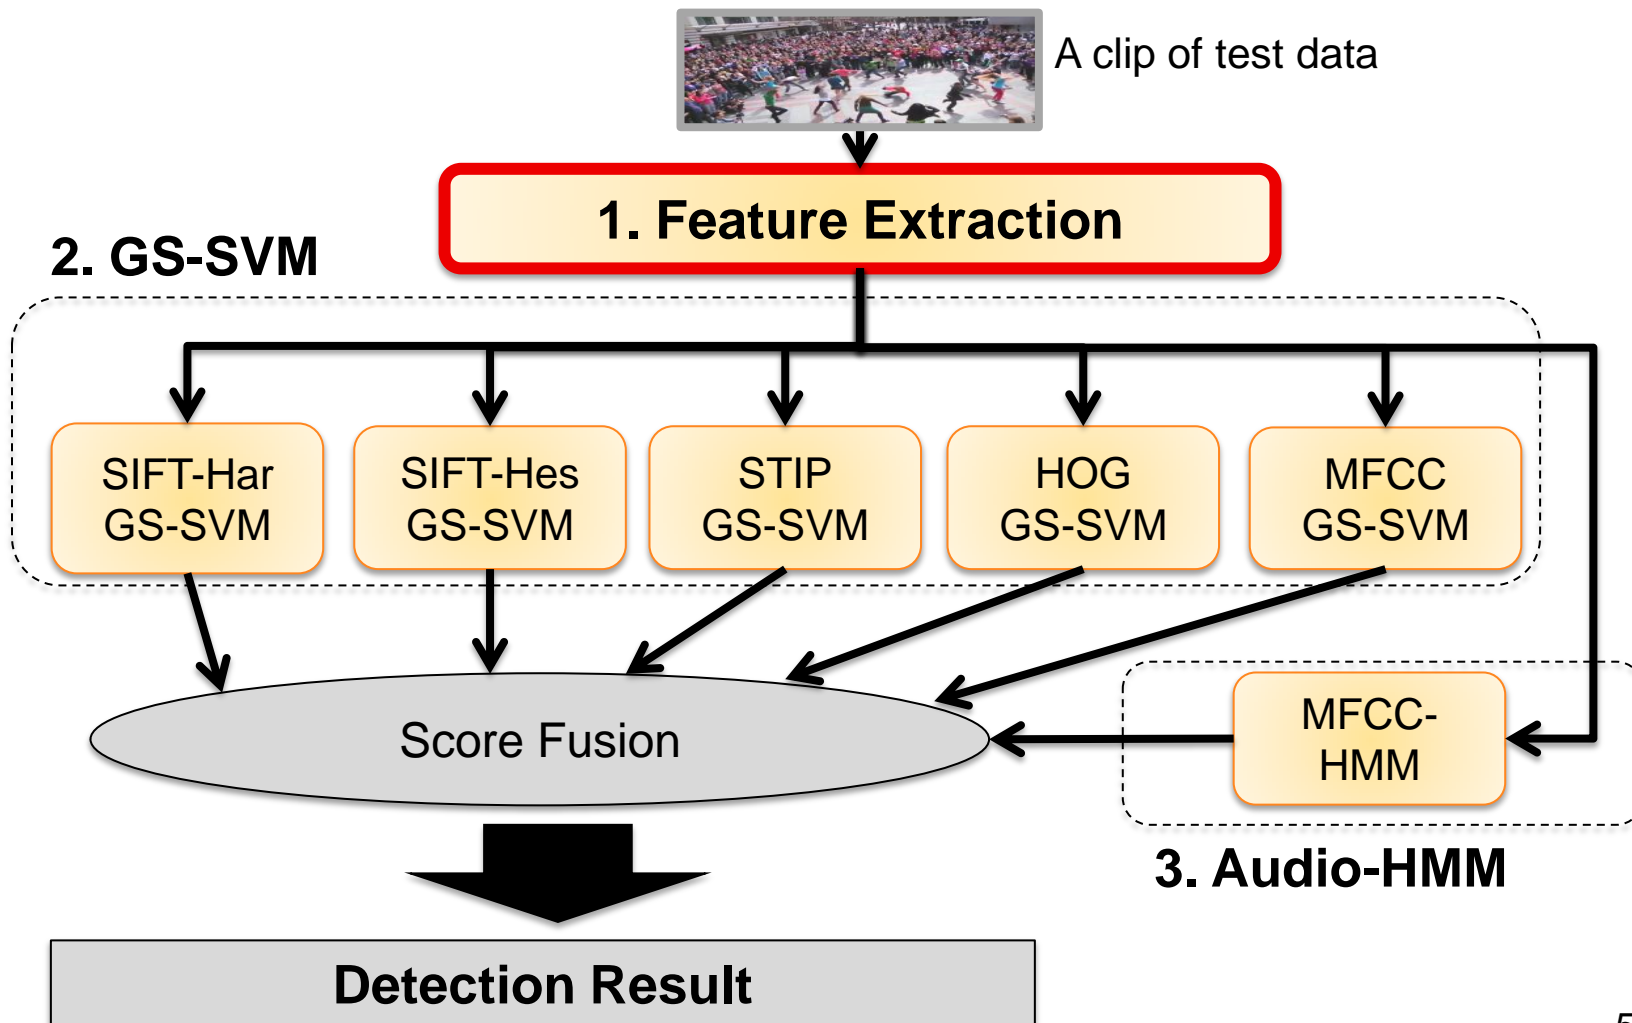 A clip of test data
1. Feature Extraction
2. GS-SVM
SIFT-Har
GS-SVM
SIFT-Hes
GS-SVM
STIP
GS-SVM
HOG
GS-SVM
MFCC
GS-SVM
Score Fusion
MFCC-
HMM
3. Audio-HMM
Detection Result
5